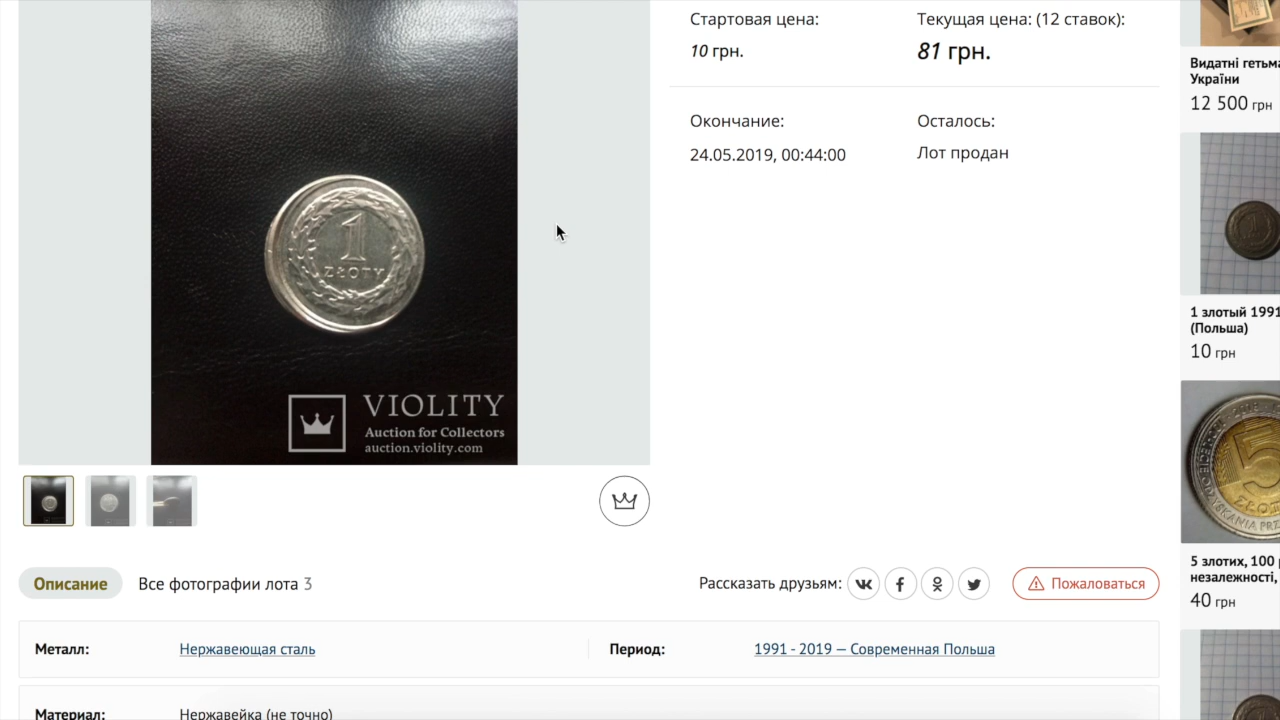 Стартовая цена:
Текущая цена: (12 ставок):
10 грн.
81 грн.
Окончание:
Осталось:
24.05.2019, 00:44:00
Лот продан
1
ZŁOTY
VIOLITY
Auction for Collectors
auction.violity.com
Описание
Все фотографии лота 3
Рассказать друзьям:
Пожаловаться
Металл:
Нержавеющая сталь
Период:
1991 - 2019 — Современная Польша
Материал:
Нержавейка (не точно)
Видатні
України
12 500 грн
1 злотый 1991
(Польша)
10 грн
5
5 злотих, 100
незалежності,
40 грн